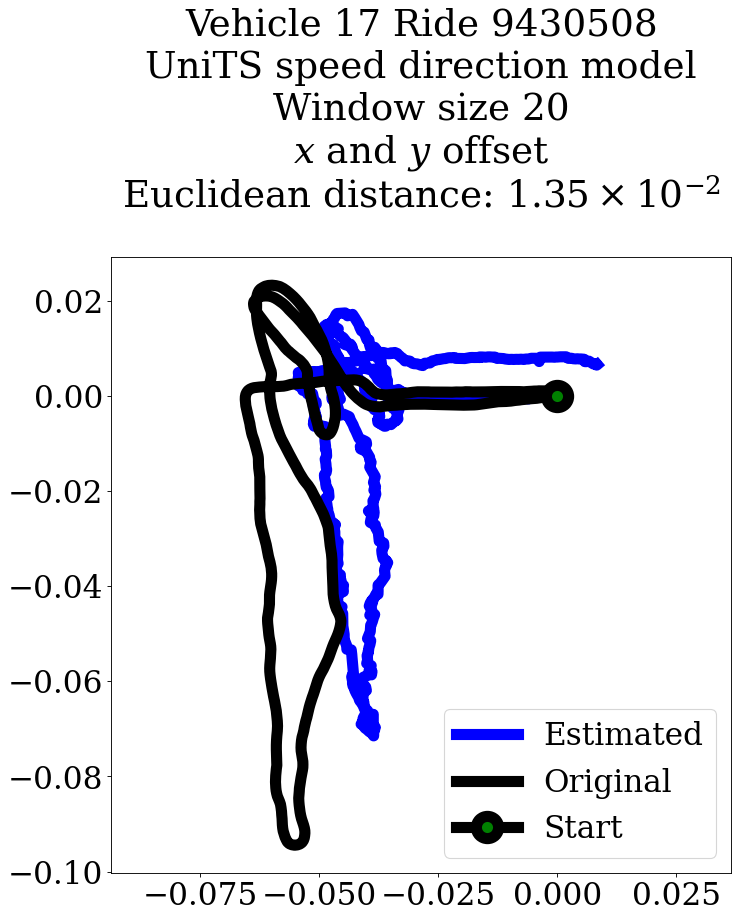 Vehicle 17 Ride 9430508
UniTS speed direction model
Window size 20
x and y offset
Euclidean distance: 1.35 × 10⁻²
0.02
0.00
−0.02
−0.04
−0.06
−0.08
−0.10
Estimated
Original
Start
−0.075 −0.050 −0.025 0.000 0.025